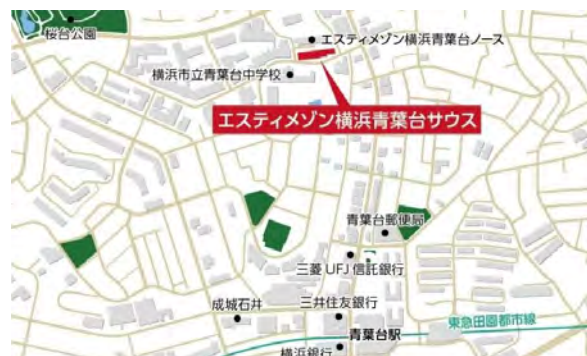 桜台公園
エスティメゾン横浜青葉台ノース
横浜市立青葉台中学校
エスティメゾン横浜青葉台サウス
青葉台郵便局
三菱UFJ信託銀行
成城石井
三井住友銀行
東急田園都市線
青葉台駅
横浜銀行